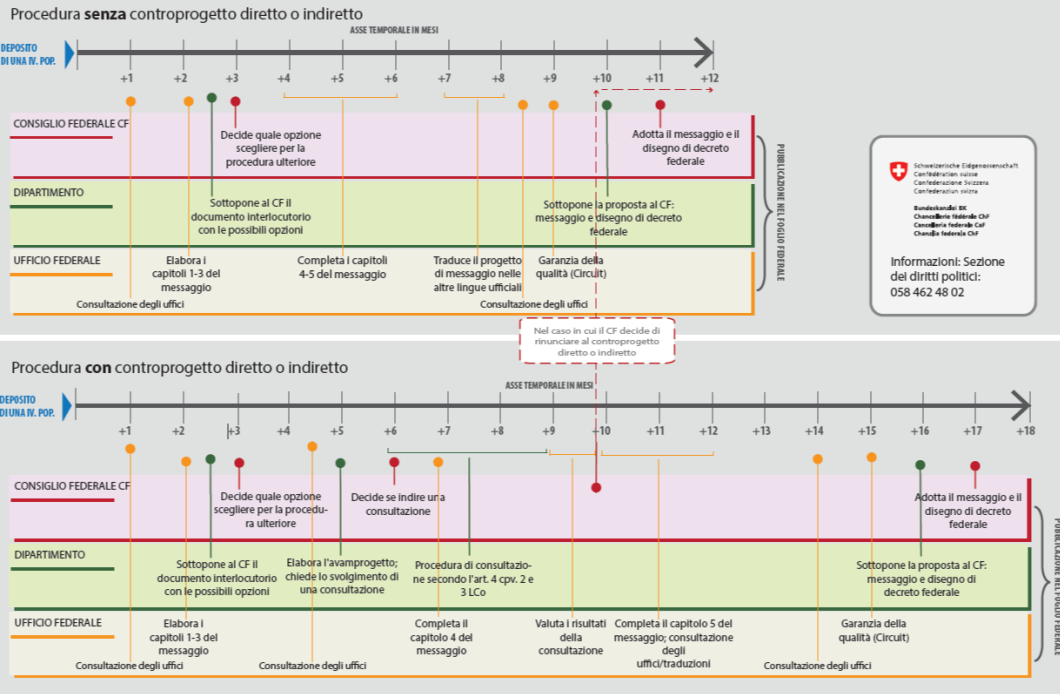 Procedura senza controprogetto diretto o indiretto
ASSE TEMPORALE IN MESI
DEPOSITO
DI UNA IV. POP.
+1
+2
+3
+4
+5
+6
+7
+8
+9
+10
+11
+12
CONSIGLIO FEDERALE CF
Decide quale opzione
scegliere per la
procedura ulteriore
Adotta il messaggio e il
disegno di decreto
federale
DIPARTIMENTO
Sottopone al CF il
documento interlocutorio
con le possibili opzioni
Sottopone la proposta al CF:
messaggio e disegno di decreto
federale
UFFICIO FEDERALE
Elabora i
capitoli 1-3 del
messaggio
Completa i capitoli
4-5 del messaggio
Traduce il progetto
di messaggio nelle
altre lingue ufficiali
Garanzia della
qualità (Circuit)
Consultazione degli uffici
Consultazione degli uffici
PUBBLICAZIONE NEL FOGLIO FEDERALE
Schweizerische Eidgenossenschaft
Confédération suisse
Confederazione Svizzera
Confederaziun svizra
Bundeskanzlei BK
Chancellerie fédérale ChF
Cancelleria federale CaF
Chanzlia federala ChF
Informazioni: Sezione
dei diritti politici:
058 462 48 02
Nel caso in cui il CF decide di
rinunciare al controprogetto
diretto o indiretto
Procedura con controprogetto diretto o indiretto
ASSE TEMPORALE IN MESI
DEPOSITO
DI UNA IV. POP.
+1
+2
+3
+4
+5
+6
+7
+8
+9
+10
+11
+12
+13
+14
+15
+16
+17
+18
CONSIGLIO FEDERALE CF
Decide quale opzione
scegliere per la procedu-
ra ulteriore
Decide se indire una
consultazione
Adotta il messaggio e il
disegno di decreto
federale
DIPARTIMENTO
Sottopone al CF il
documento interlocutorio
con le possibili opzioni
Elabora l'avamprogetto;
chiede lo svolgimento di
una consultazione
Procedura di consultazio-
ne secondo l'art. 4 cpv. 2 e
3 LCo
Sottopone la proposta al CF:
messaggio e disegno di
decreto federale
UFFICIO FEDERALE
Elabora i
capitoli 1-3 del
messaggio
Completa il
capitolo 4 del
messaggio
Valuta i risultati
della
consultazione
Completa il capitolo 5 del
messaggio; consultazione
degli
uffici/traduzioni
Garanzia della
qualità (Circuit)
Consultazione degli uffici
Consultazione degli uffici
Consultazione degli uffici
PUBBLICAZIONE NEL FOGLIO FEDERALE